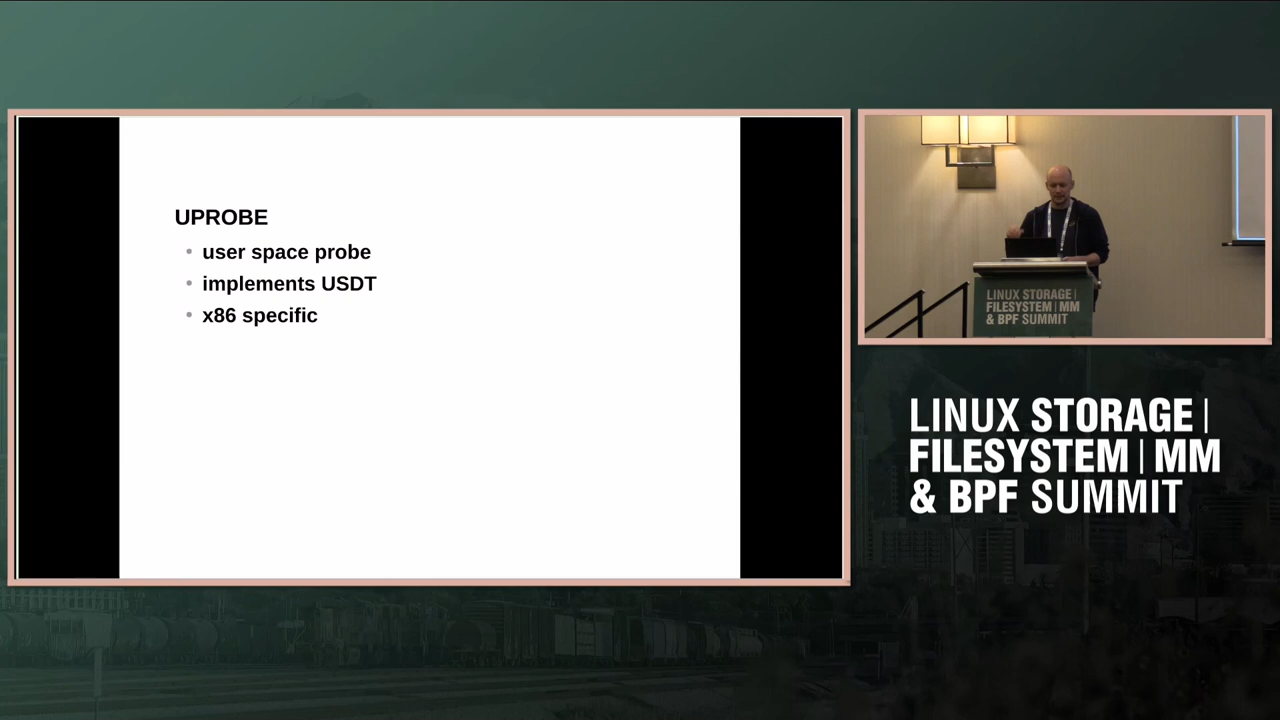 UPROBE
• user space probe
• implements USDT
• x86 specific
LINUX STORAGE |
FILESYSTEM | MM
& BPF SUMMIT
LINUX STORAGE |
FILESYSTEM | MM
& BPF SUMMIT